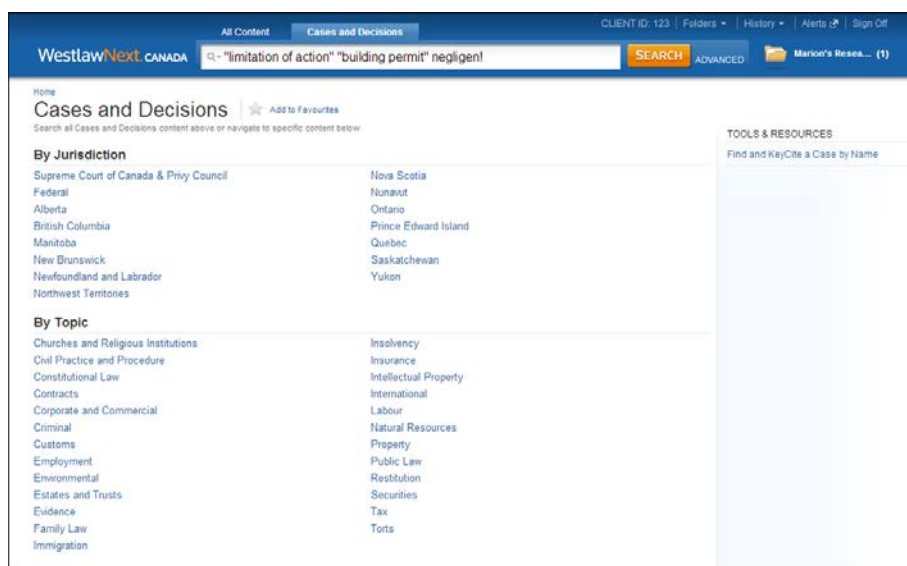 All Content Cases and Decisions CLIENT ID: 123 Folders History Alerts Sign Off
WestlawNext. CANADA "limitation of action" "building permit" negligen! SEARCH ADVANCED Marion's Resea... (1)
Home
Cases and Decisions Add to Favourites
Search all Cases and Decisions content above or navigate to specific content below
TOOLS & RESOURCES
Find and KeyCite a Case by Name
By Jurisdiction
Supreme Court of Canada & Privy Council
Federal
Alberta
British Columbia
Manitoba
New Brunswick
Newfoundland and Labrador
Northwest Territories
Nova Scotia
Nunavut
Ontario
Prince Edward Island
Quebec
Saskatchewan
Yukon
By Topic
Churches and Religious Institutions
Civil Practice and Procedure
Constitutional Law
Contracts
Corporate and Commercial
Criminal
Customs
Employment
Environmental
Estates and Trusts
Evidence
Family Law
Immigration
Insolvency
Insurance
Intellectual Property
International
Labour
Natural Resources
Property
Public Law
Restitution
Securities
Tax
Torts